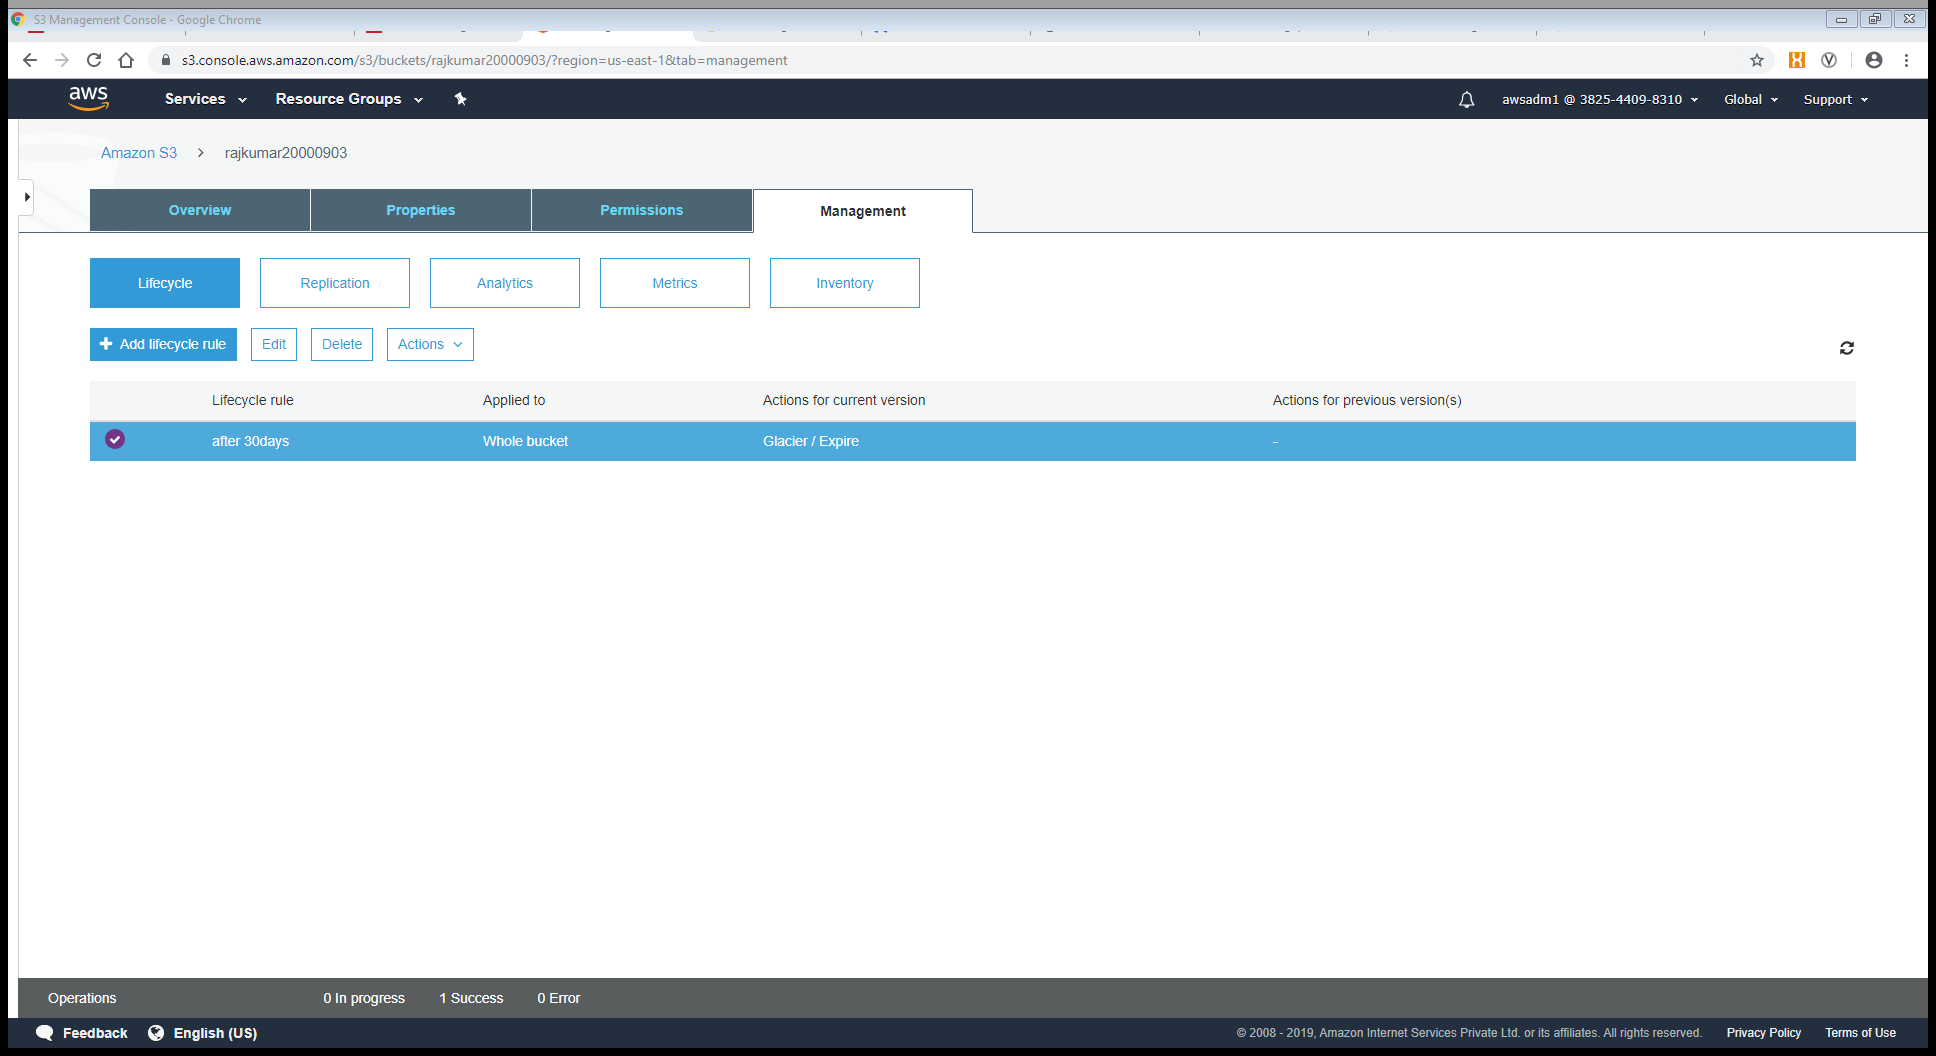 S3 Management Console - Google Chrome
s3.console.aws.amazon.com/s3/buckets/rajkumar20000903/?region=us-east-1&tab=management
aws Services Resource Groups awsadm1 @ 3825-4409-8310 Global Support
Amazon S3 > rajkumar20000903
Overview Properties Permissions Management
Lifecycle Replication Analytics Metrics Inventory
+ Add lifecycle rule Edit Delete Actions
Lifecycle rule Applied to Actions for current version Actions for previous version(s)
after 30days Whole bucket Glacier / Expire -
Operations 0 In progress 1 Success 0 Error
Feedback English (US) © 2008 - 2019, Amazon Internet Services Private Ltd. or its affiliates. All rights reserved. Privacy Policy Terms of Use